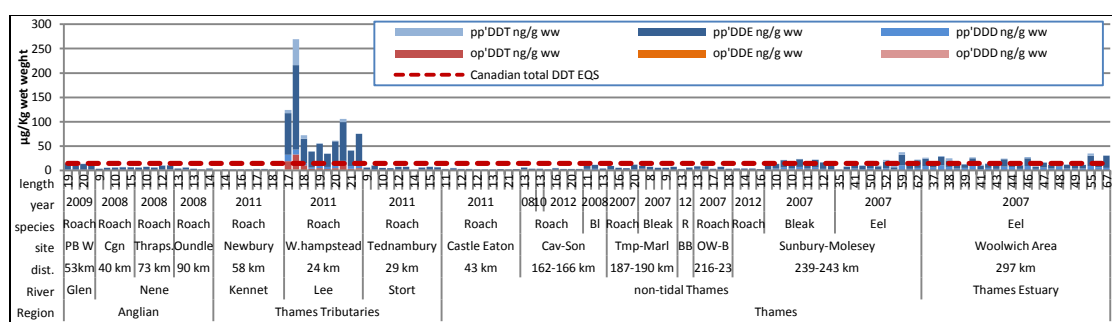 300
250
200
150
100
50
0
µg/Kg wet weght
pp'DDT ng/g ww pp'DDE ng/g ww pp'DDD ng/g ww
op'DDT ng/g ww op'DDE ng/g ww op'DDD ng/g ww
Canadian total DDT EQS
length
year 2009 2008 2008 2008 2011 2011 2011 2011 2012 2008 2007 2007 12 2007 2012 2007 2007 2007
species Roach Roach Roach Roach Roach Roach Roach Roach Roach Bl Roach Bleak R Roach Roach Bleak Eel Eel
site PB W Cgn Thraps. Oundle Newbury W.hampstead Tednambury Castle Eaton Cav-Son Tmp-Marl BB OW-B Sunbury-Molesey Woolwich Area
dist. 53km 40 km 73 km 90 km 58 km 24 km 29 km 43 km 162-166 km 187-190 km 216-23 239-243 km 297 km
River Glen Nene Kennet Lee Stort non-tidal Thames Thames Estuary
Region Anglian Thames Tributaries Thames